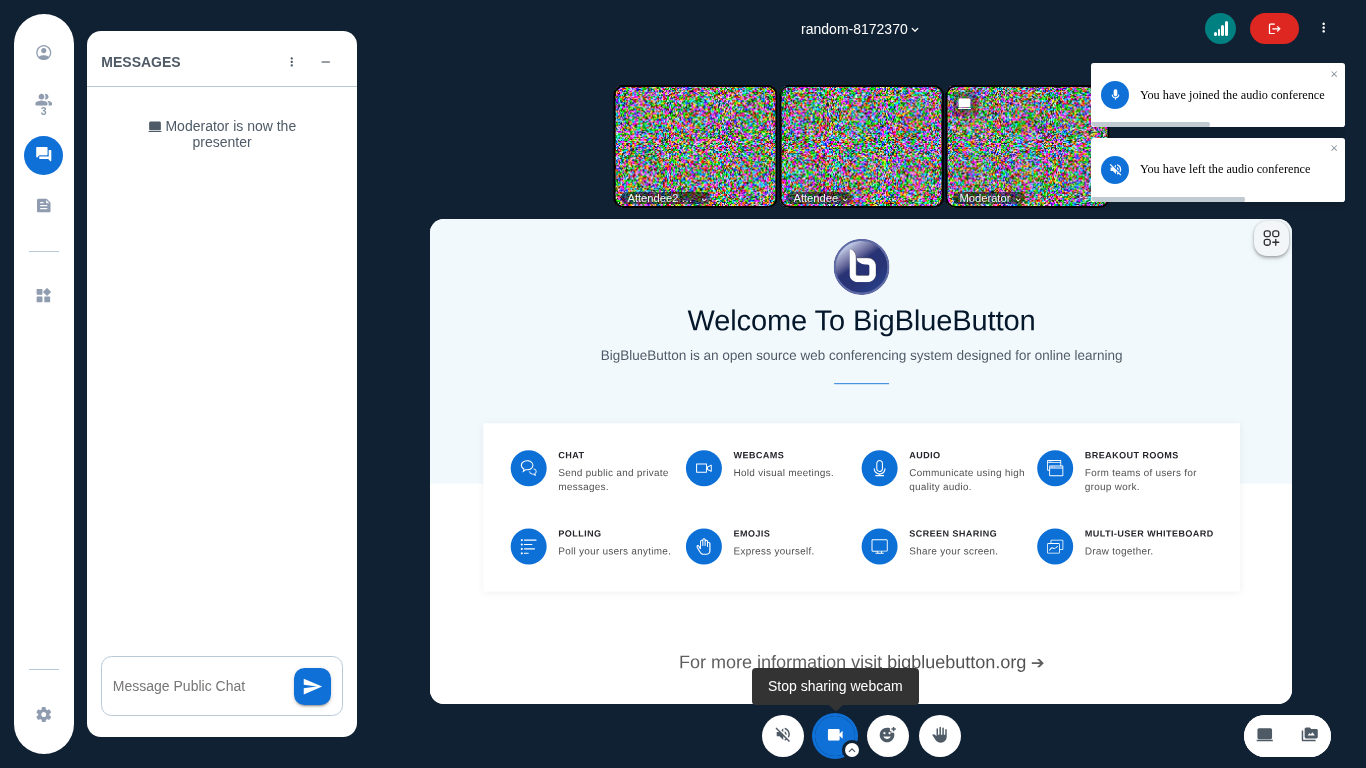 random-8172370
MESSAGES
3
Moderator is now the
presenter
You have joined the audio conference
You have left the audio conference
Attendee2 ...
Attendee
Moderator
Welcome To BigBlueButton
BigBlueButton is an open source web conferencing system designed for online learning
CHAT
Send public and private
messages.
WEBCAMS
Hold visual meetings.
AUDIO
Communicate using high
quality audio.
BREAKOUT ROOMS
Form teams of users for
group work.
POLLING
Poll your users anytime.
EMOJIS
Express yourself.
SCREEN SHARING
Share your screen.
MULTI-USER WHITEBOARD
Draw together.
For more information visit bigbluebutton.org ➔
Stop sharing webcam
Message Public Chat